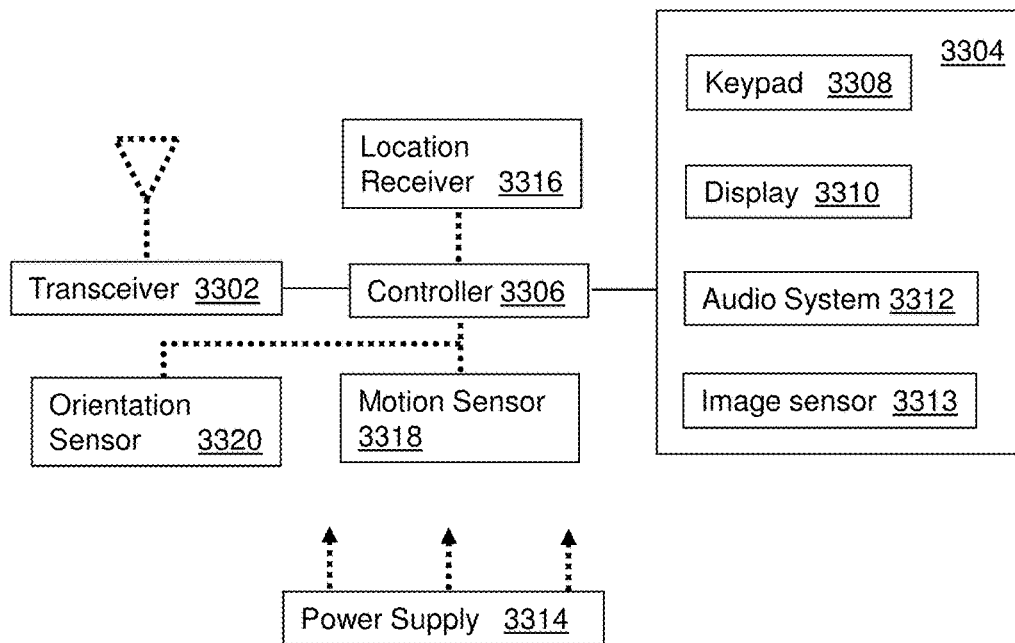 3304
Keypad 3308
Location
Receiver 3316
Display 3310
Transceiver 3302
Controller 3306
Audio System 3312
Orientation
Sensor 3320
Motion Sensor
3318
Image sensor 3313
Power Supply 3314